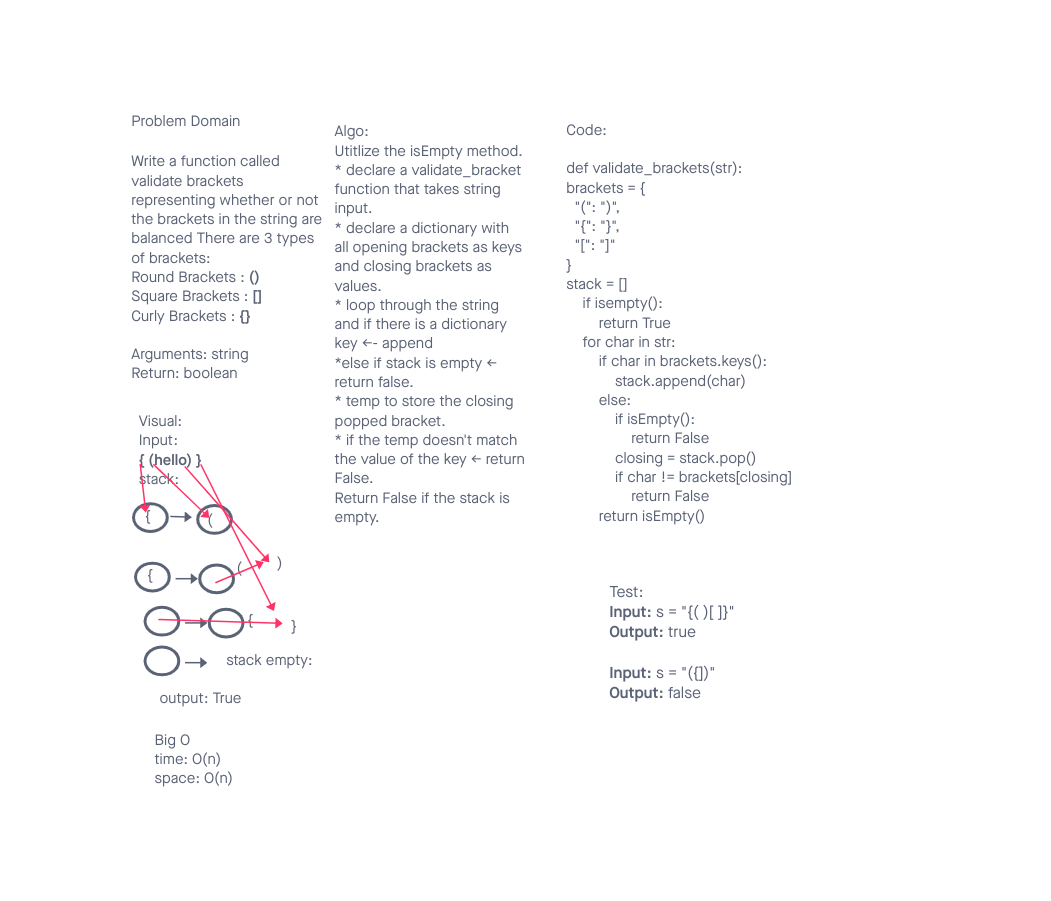 Problem Domain
Write a function called
validate brackets
representing whether or not
the brackets in the string are
balanced There are 3 types
of brackets:
Round Brackets : ()
Square Brackets : []
Curly Brackets : {}
Arguments: string
Return: boolean
Visual:
Input:
{ (hello) }
stack:
{
(
{
(
)
{
}
stack empty:
output: True
Big O
time: O(n)
space: O(n)
Algo:
Utitlize the isEmpty method.
* declare a validate_bracket
function that takes string
input.
* declare a dictionary with
all opening brackets as keys
and closing brackets as
values.
* loop through the string
and if there is a dictionary
key <-- append
*else if stack is empty <-
return false.
* temp to store the closing
popped bracket.
* if the temp doesn't match
the value of the key <- return
False.
Return False if the stack is
empty.
Code:
def validate_brackets(str):
brackets = {
"(": ")",
"{": "}",
"[": "]"
}
stack = []
if isempty():
return True
for char in str:
if char in brackets.keys():
stack.append(char)
else:
if isEmpty():
return False
closing = stack.pop()
if char != brackets[closing]
return False
return isEmpty()
Test:
Input: s = "{( )[ ]}"
Output: true
Input: s = "({])"
Output: false